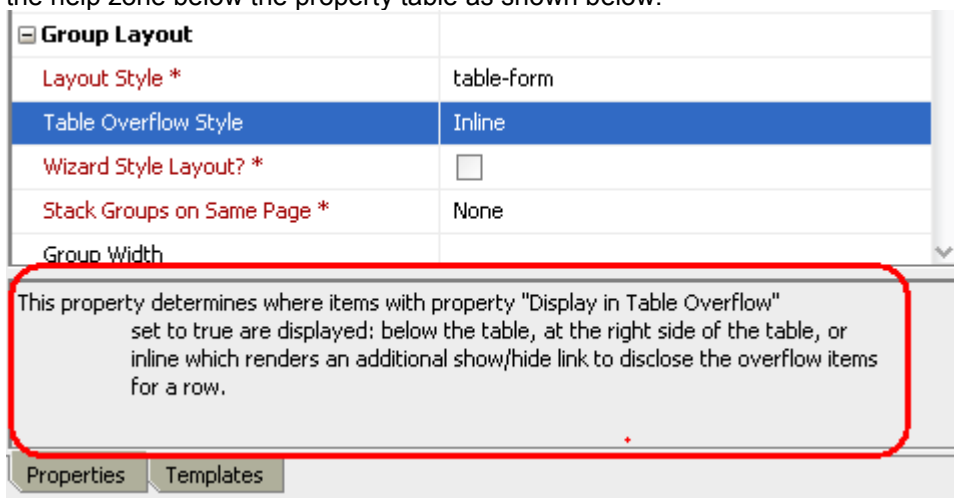 the help zone below the property table as shown below.
Group Layout
Layout Style * table-form
Table Overflow Style Inline
Wizard Style Layout? *
Stack Groups on Same Page * None
Group Width
This property determines where items with property "Display in Table Overflow"
set to true are displayed: below the table, at the right side of the table, or
inline which renders an additional show/hide link to disclose the overflow items
for a row.
Properties Templates